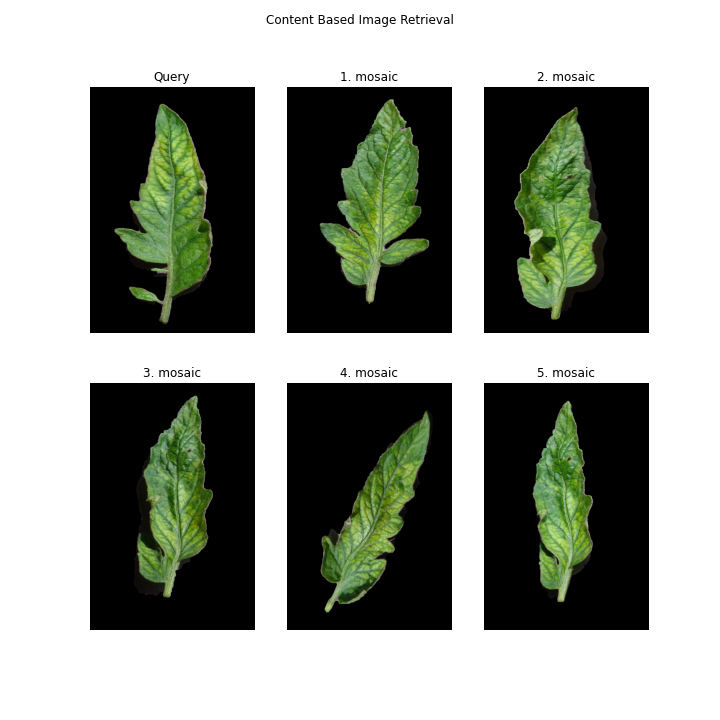 Content Based Image Retrieval
Query
1. mosaic
2. mosaic
3. mosaic
4. mosaic
5. mosaic